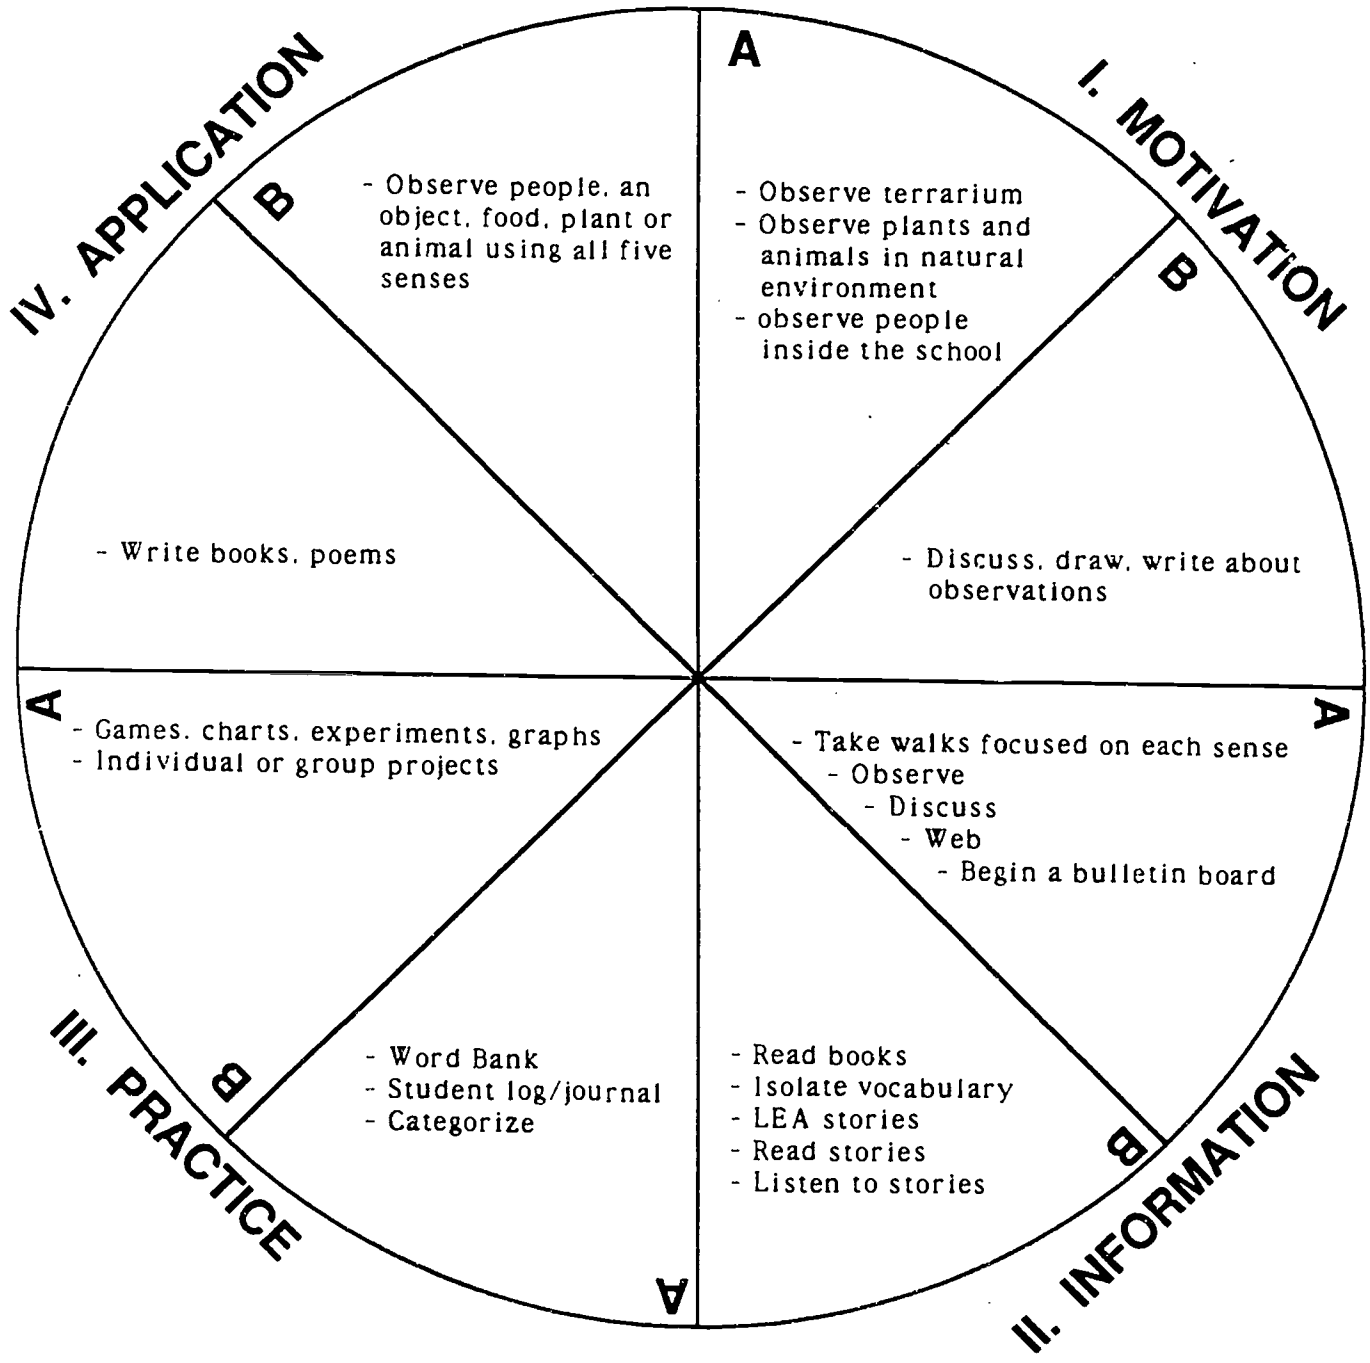 I. MOTIVATION
A
- Observe terrarium
- Observe plants and
animals in natural
environment
- observe people
inside the school
B
- Discuss, draw, write about
observations
II. INFORMATION
A
- Take walks focused on each sense
- Observe
- Discuss
- Web
- Begin a bulletin board
B
- Read books
- Isolate vocabulary
- LEA stories
- Read stories
- Listen to stories
III. PRACTICE
A
- Word Bank
- Student log/journal
- Categorize
B
- Games, charts, experiments, graphs
- Individual or group projects
IV. APPLICATION
A
- Write books, poems
B
- Observe people, an
object, food, plant or
animal using all five
senses